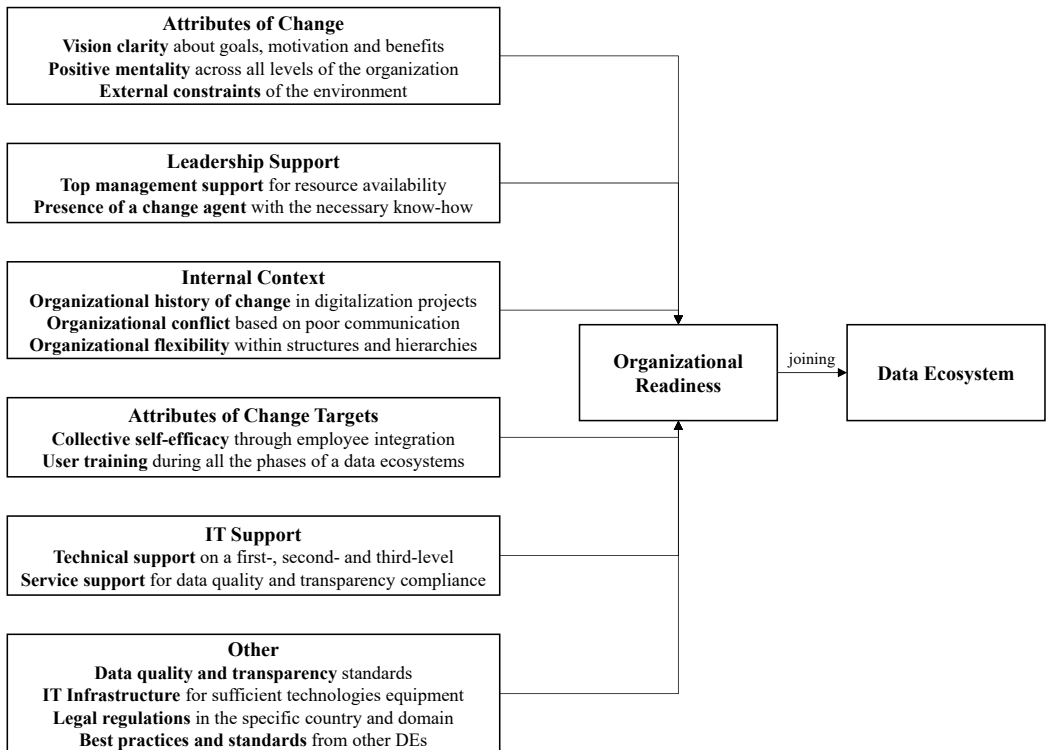 Attributes of Change
Vision clarity about goals, motivation and benefits
Positive mentality across all levels of the organization
External constraints of the environment
Leadership Support
Top management support for resource availability
Presence of a change agent with the necessary know-how
Internal Context
Organizational history of change in digitalization projects
Organizational conflict based on poor communication
Organizational flexibility within structures and hierarchies
Attributes of Change Targets
Collective self-efficacy through employee integration
User training during all the phases of a data ecosystems
IT Support
Technical support on a first-, second- and third-level
Service support for data quality and transparency compliance
Other
Data quality and transparency standards
IT Infrastructure for sufficient technologies equipment
Legal regulations in the specific country and domain
Best practices and standards from other DEs
Organizational
Readiness
joining
Data Ecosystem